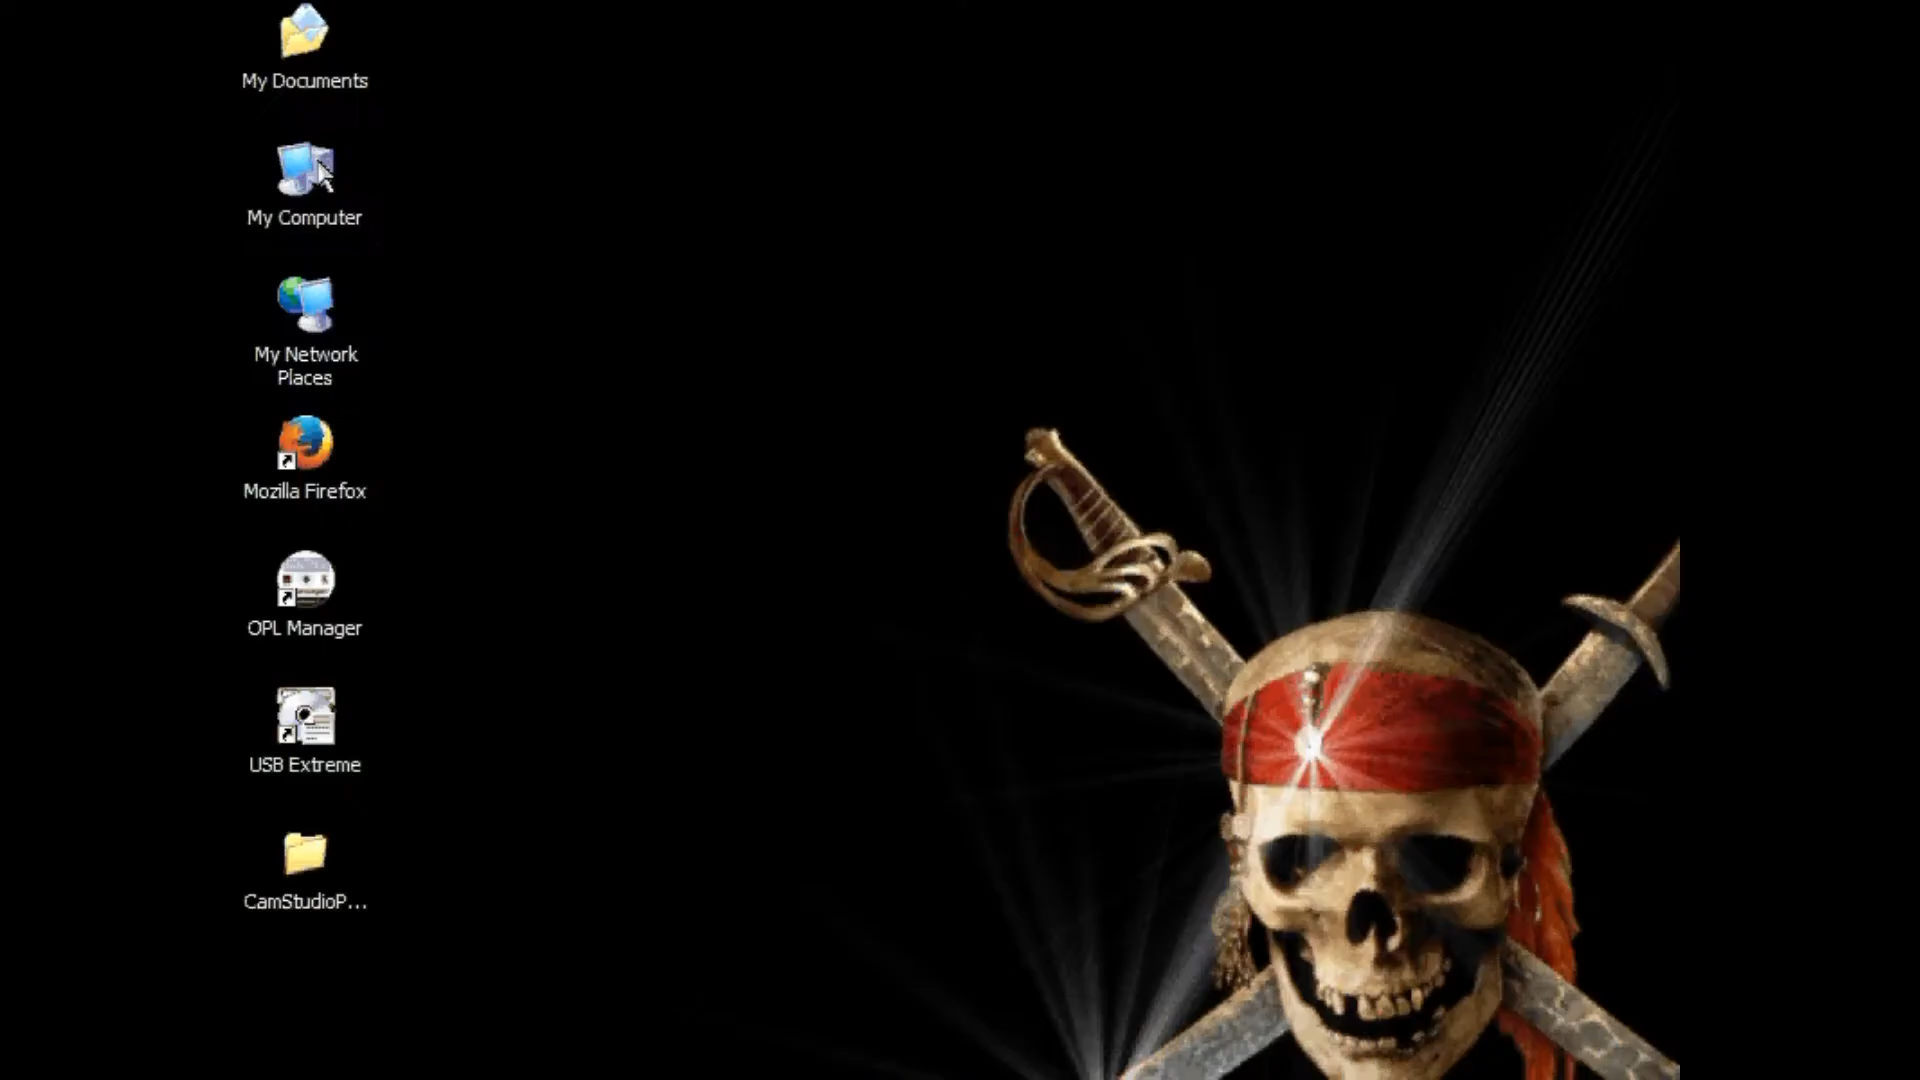 My Documents
My Computer
My Network
Places
Mozilla Firefox
OPL Manager
USB Extreme
CamStudioP...